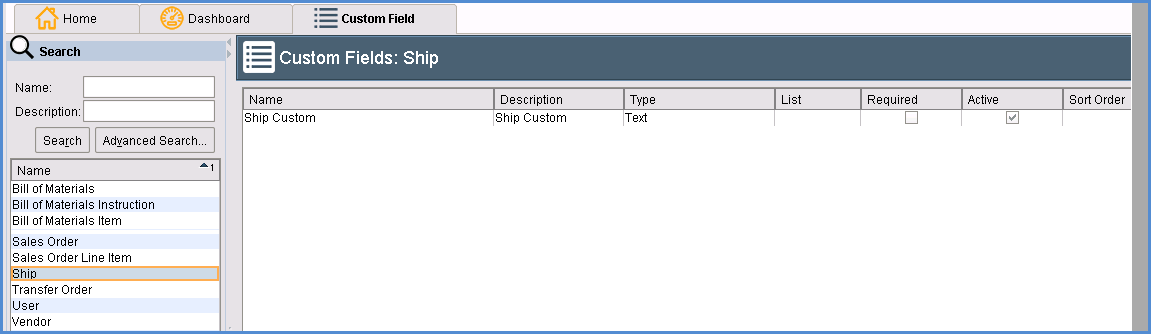 Home Dashboard Custom Field
Search
Name:
Description:
Search Advanced Search...
Name 1
Bill of Materials
Bill of Materials Instruction
Bill of Materials Item
Sales Order
Sales Order Line Item
Ship
Transfer Order
User
Vendor
Custom Fields: Ship
Name Description Type List Required Active Sort Order
Ship Custom Ship Custom Text